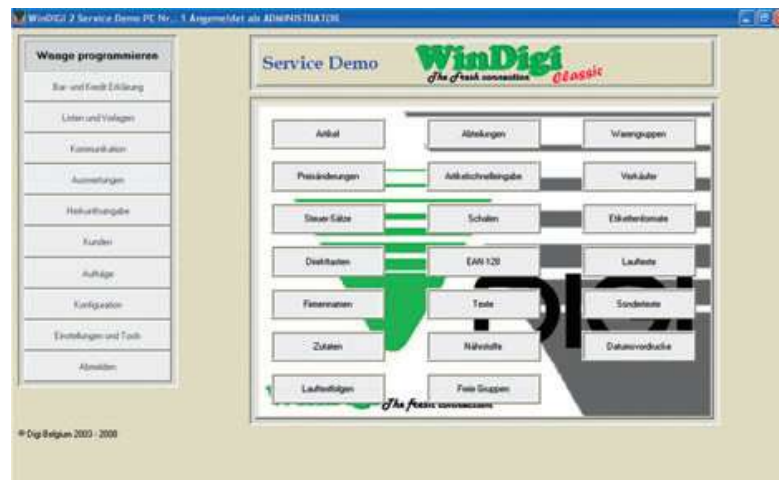 WinDIGI 2 Service Demo PC Nr... 1 Angemeldet als ADMINISTRATOR
Waage programmieren
Bar- und Kredit Erklärung
Listen und Vorlagen
Kommunikation
Auswertungen
Herkunftsangabe
Kunden
Aufträge
Konfiguration
Einstellungen und Tools
Abmelden
Service Demo
WinDigi
The Fresh connection
Classic
Artikel
Abteilungen
Warengruppen
Preisänderungen
Artikelschnelleingabe
Verkäufer
Steuer-Sätze
Schalen
Etikettenformate
Direkttasten
EAN-128
Lauftexte
Firmennamen
Texte
Sondertexte
Zutaten
Nährstoffe
Datumsvordrucke
Lauftextfolgen
Freie Gruppen
The fresh connection
© Digi Belgium 2003 - 2008